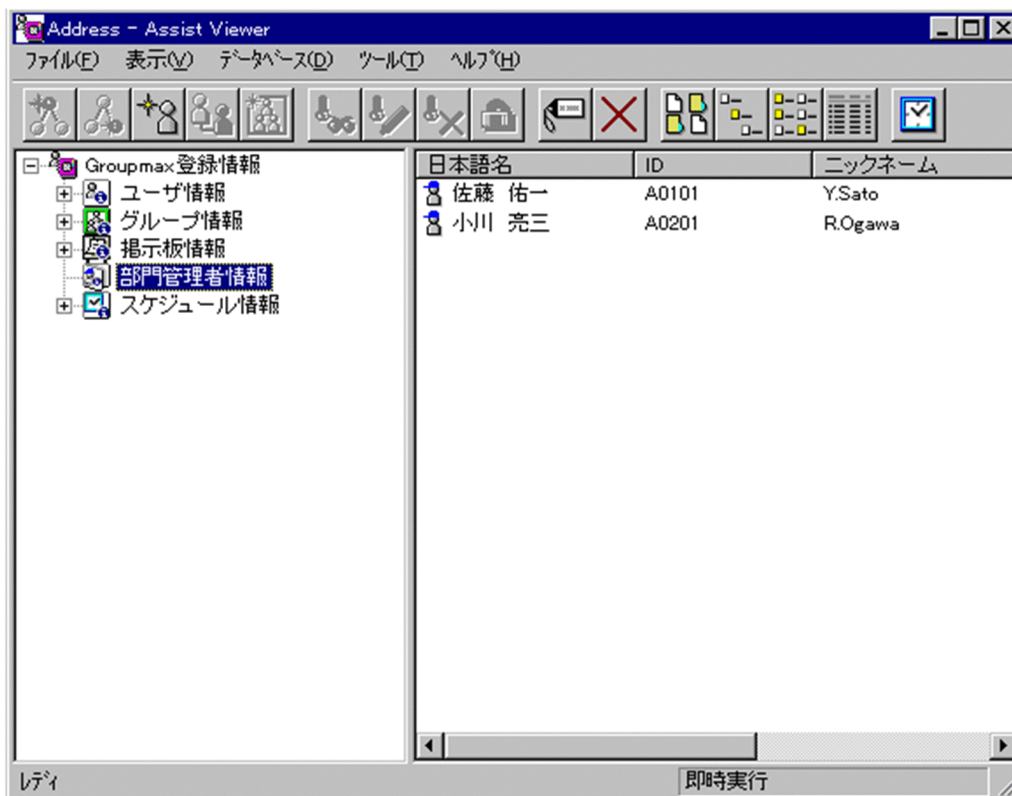 Address - Assist Viewer
ファイル(F) 表示(V) データベース(D) ツール(T) ヘルプ(H)
Groupmax登録情報
ユーザ情報
グループ情報
掲示板情報
部門管理者情報
スケジュール情報
日本語名 ID ニックネーム
佐藤 佑一 A0101 Y.Sato
小川 亮三 A0201 R.Ogawa
レディ 即時実行